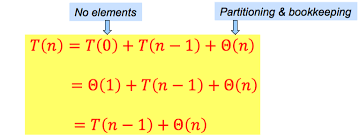 No elements
Partitioning & bookkeeping
T(n) = T(0) + T(n − 1) + Θ(n)
= Θ(1) + T(n − 1) + Θ(n)
= T(n − 1) + Θ(n)